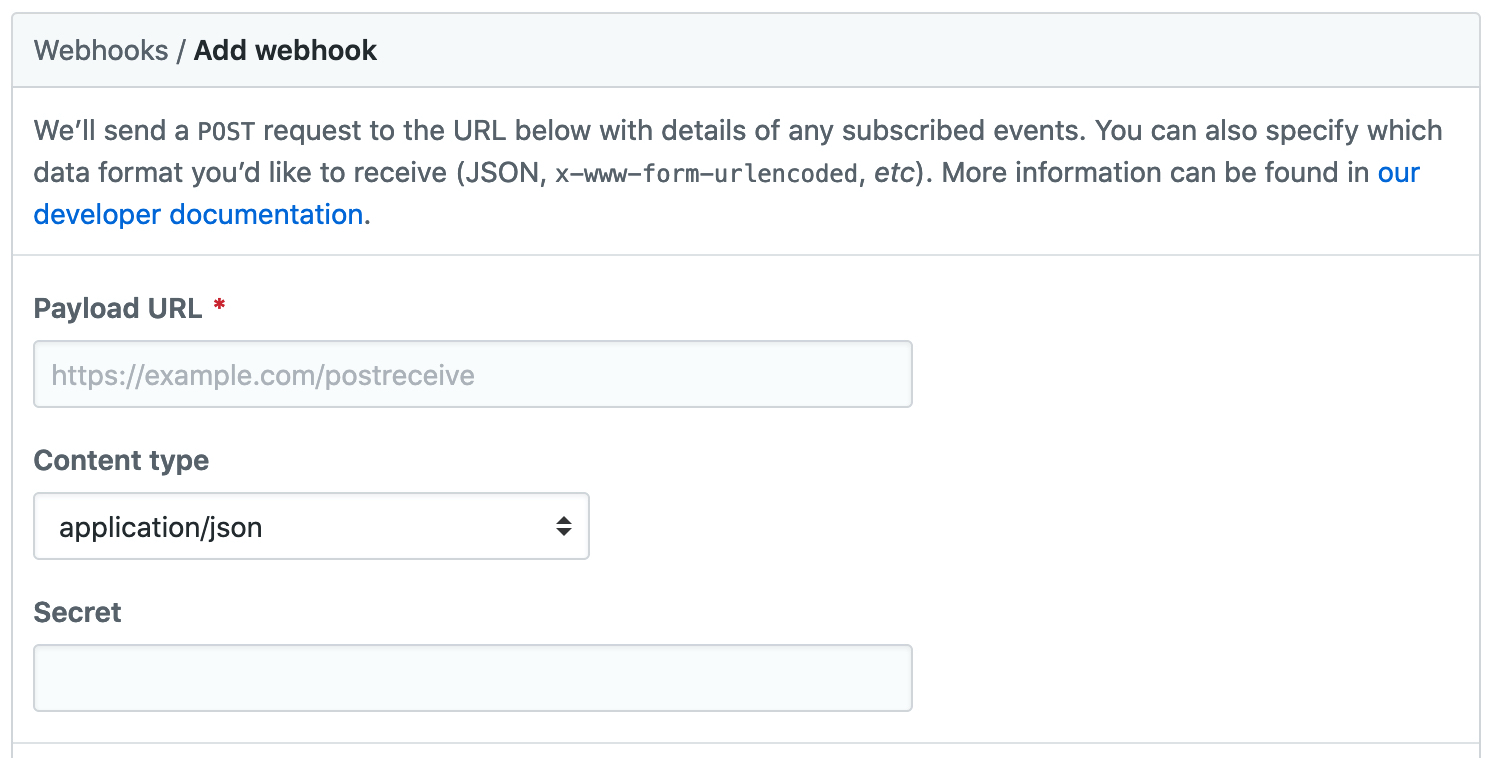 Webhooks / Add webhook
We’ll send a POST request to the URL below with details of any subscribed events. You can also specify which
data format you’d like to receive (JSON, x-www-form-urlencoded, etc). More information can be found in our
developer documentation.
Payload URL *
https://example.com/postreceive
Content type
application/json
Secret